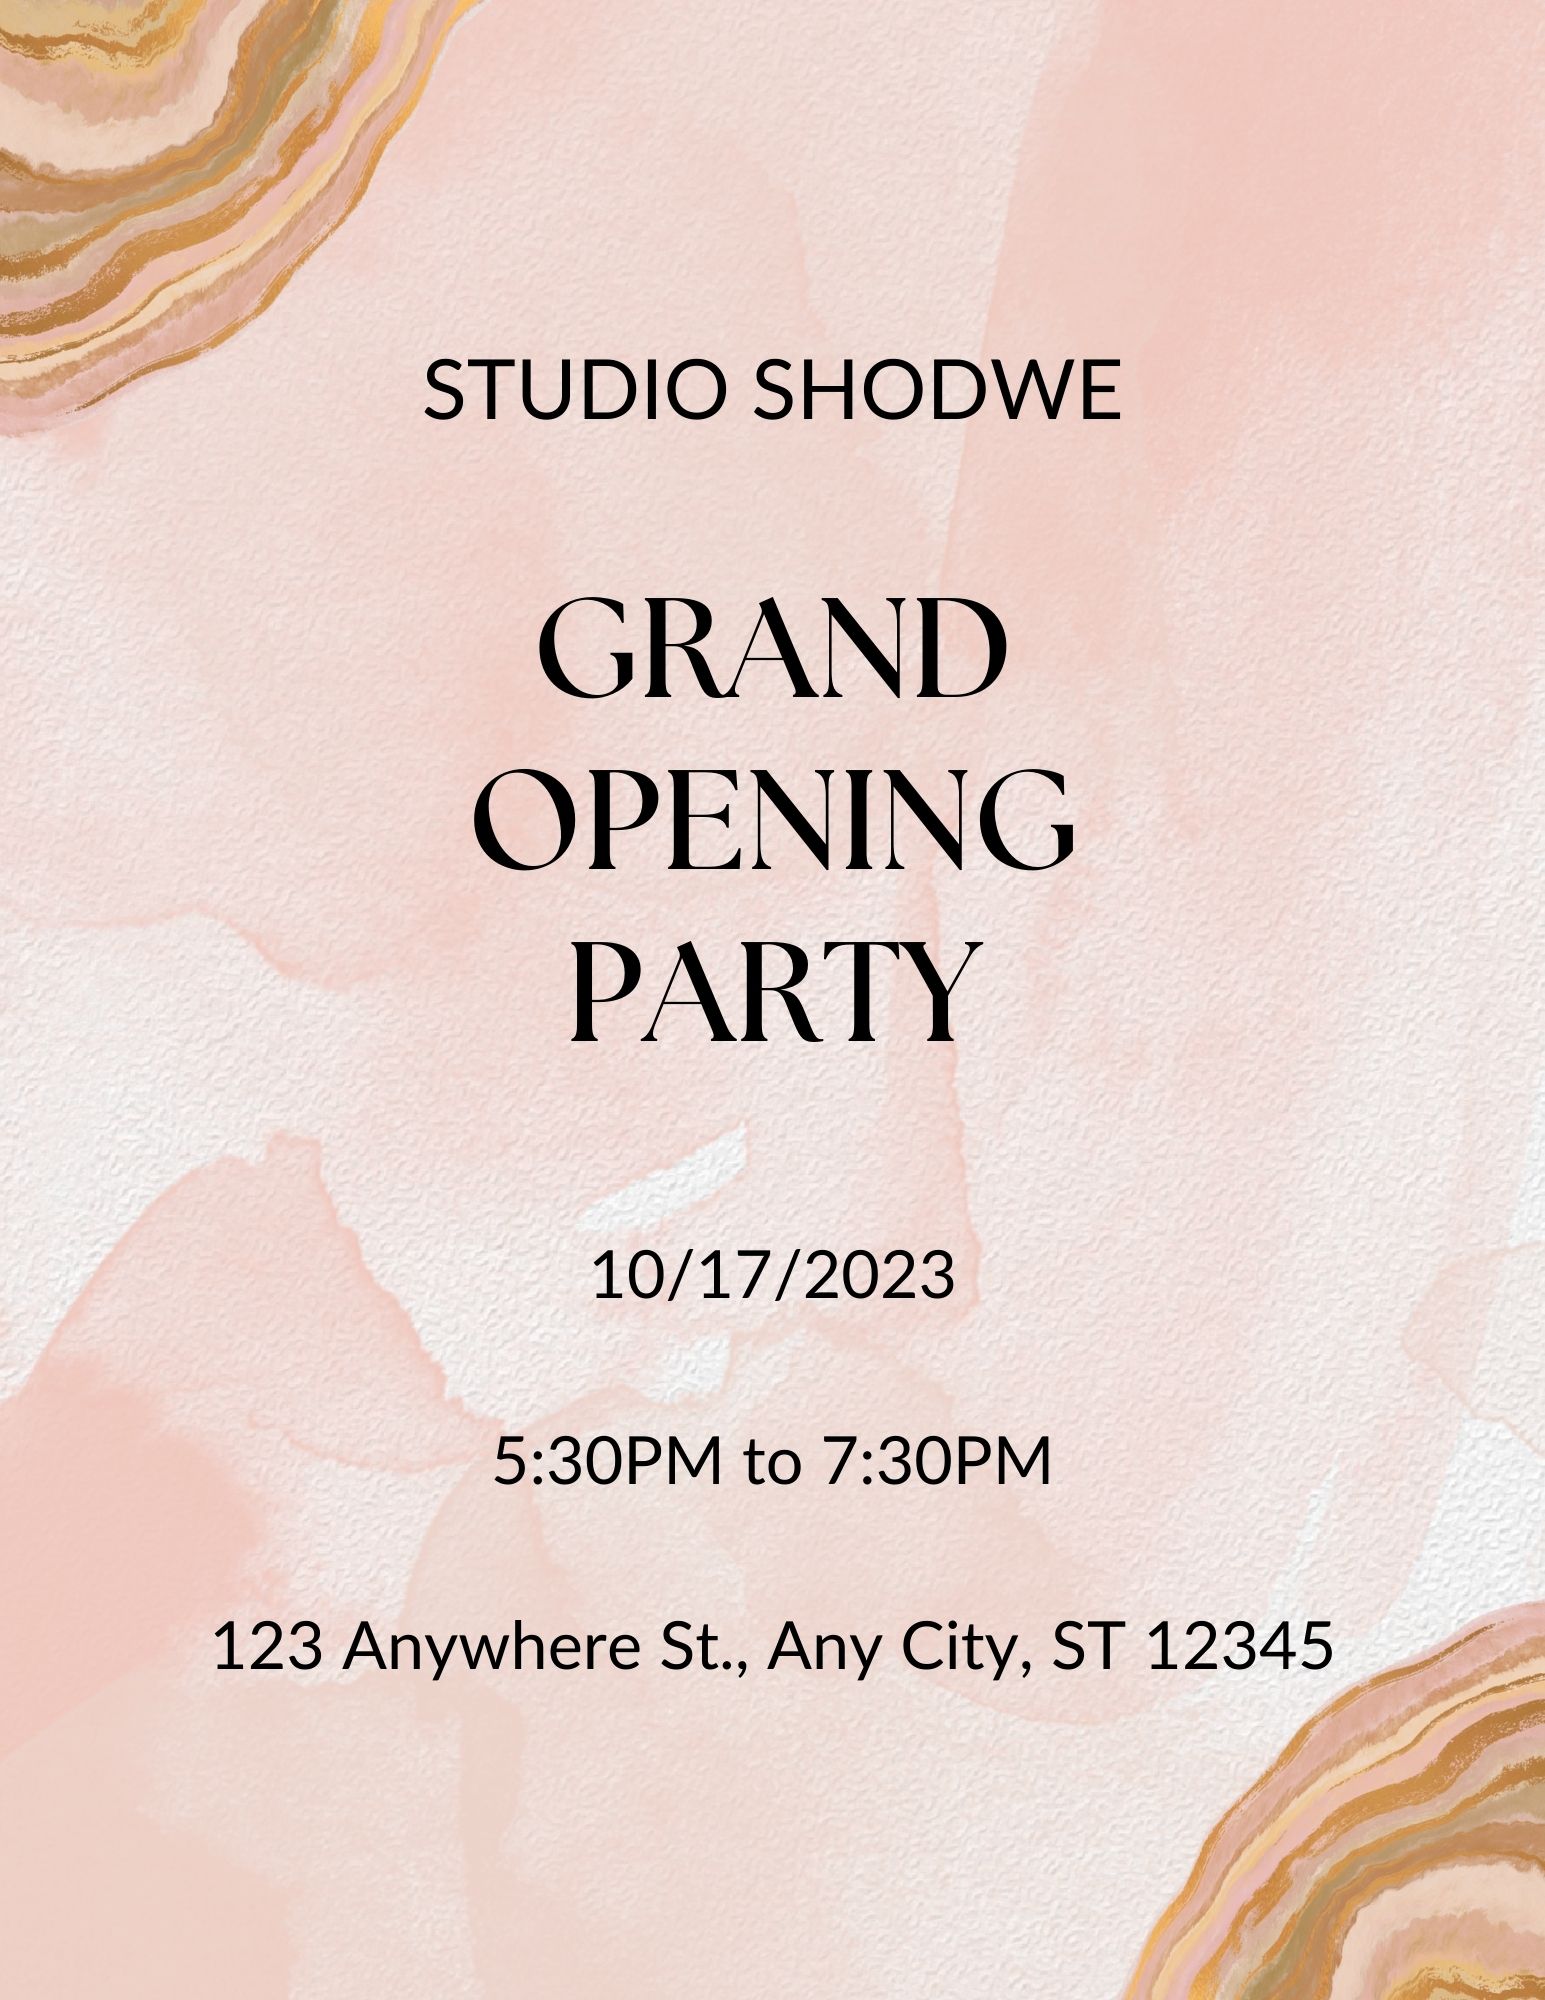 STUDIO SHODWE
GRAND
OPENING
PARTY
10/17/2023
5:30PM to 7:30PM
123 Anywhere St., Any City, ST 12345